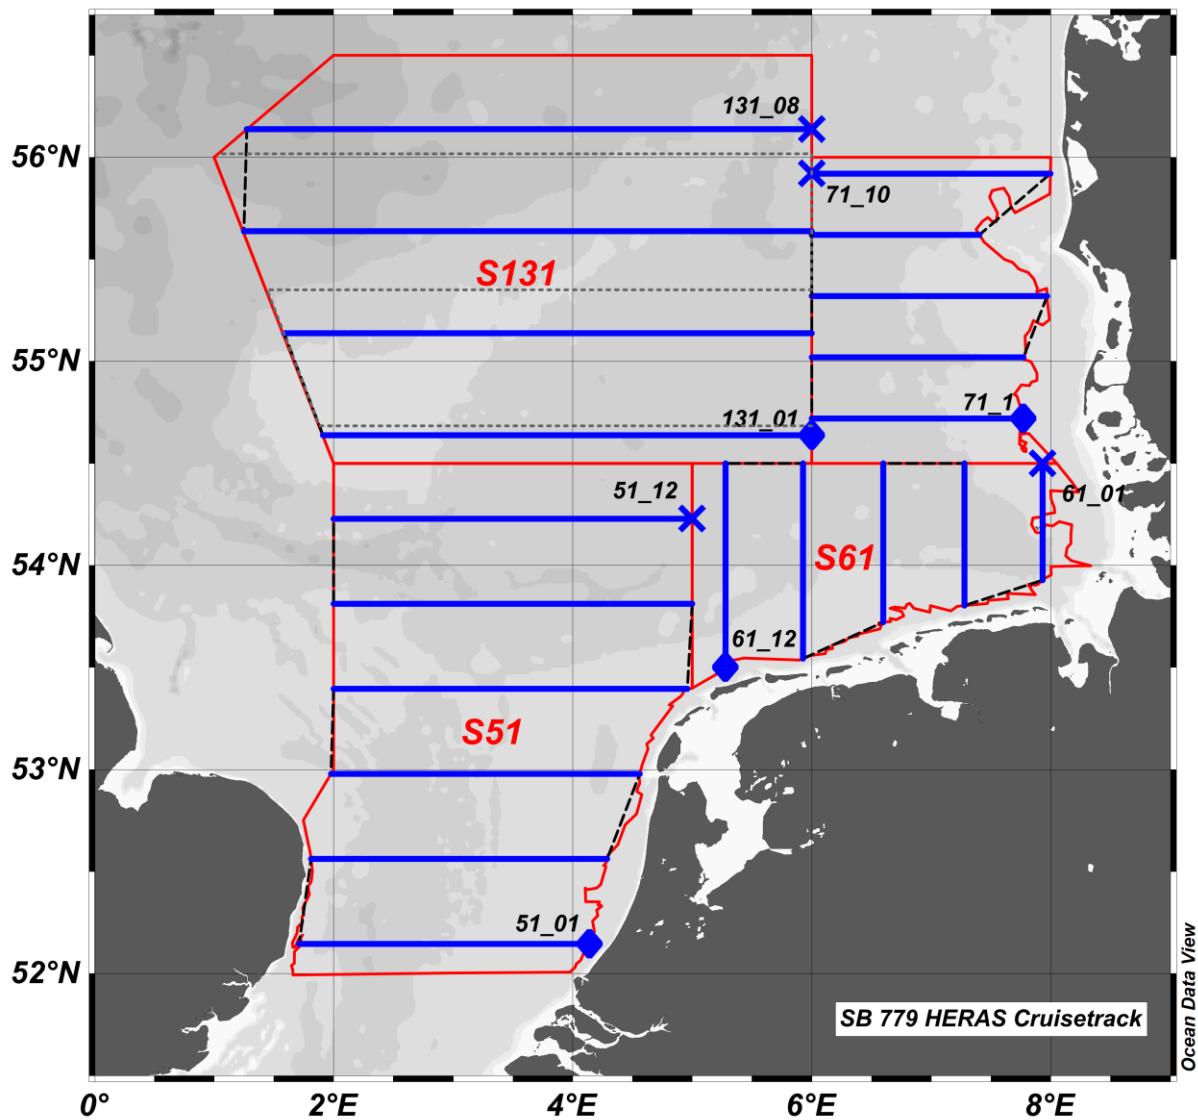 131_08
56°N
71_10
S131
55°N
71_1
131_01
51_12
61_01
54°N
S61
61_12
S51
53°N
51_01
52°N
SB 779 HERAS Cruisetrack
Ocean Data View
0°
2°E
4°E
6°E
8°E